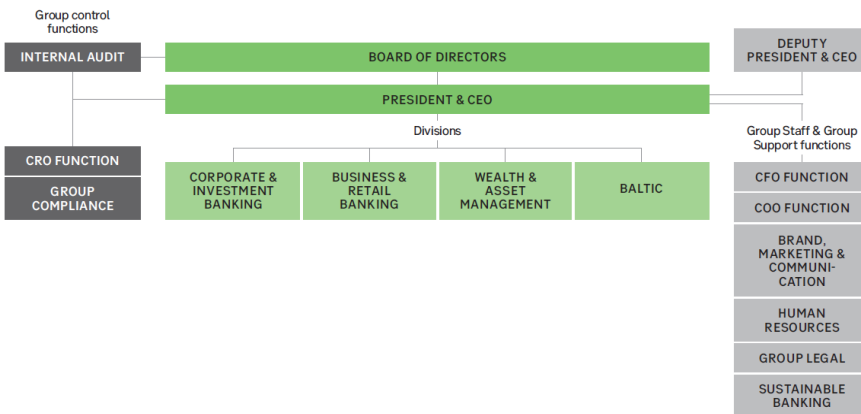 Group control
functions
INTERNAL AUDIT
BOARD OF DIRECTORS
DEPUTY
PRESIDENT & CEO
PRESIDENT & CEO
Divisions
Group Staff & Group
Support functions
CRO FUNCTION
GROUP
COMPLIANCE
CORPORATE &
INVESTMENT
BANKING
BUSINESS &
RETAIL
BANKING
WEALTH &
ASSET
MANAGEMENT
BALTIC
CFO FUNCTION
COO FUNCTION
BRAND,
MARKETING &
COMMUNI-
CATION
HUMAN
RESOURCES
GROUP LEGAL
SUSTAINABLE
BANKING